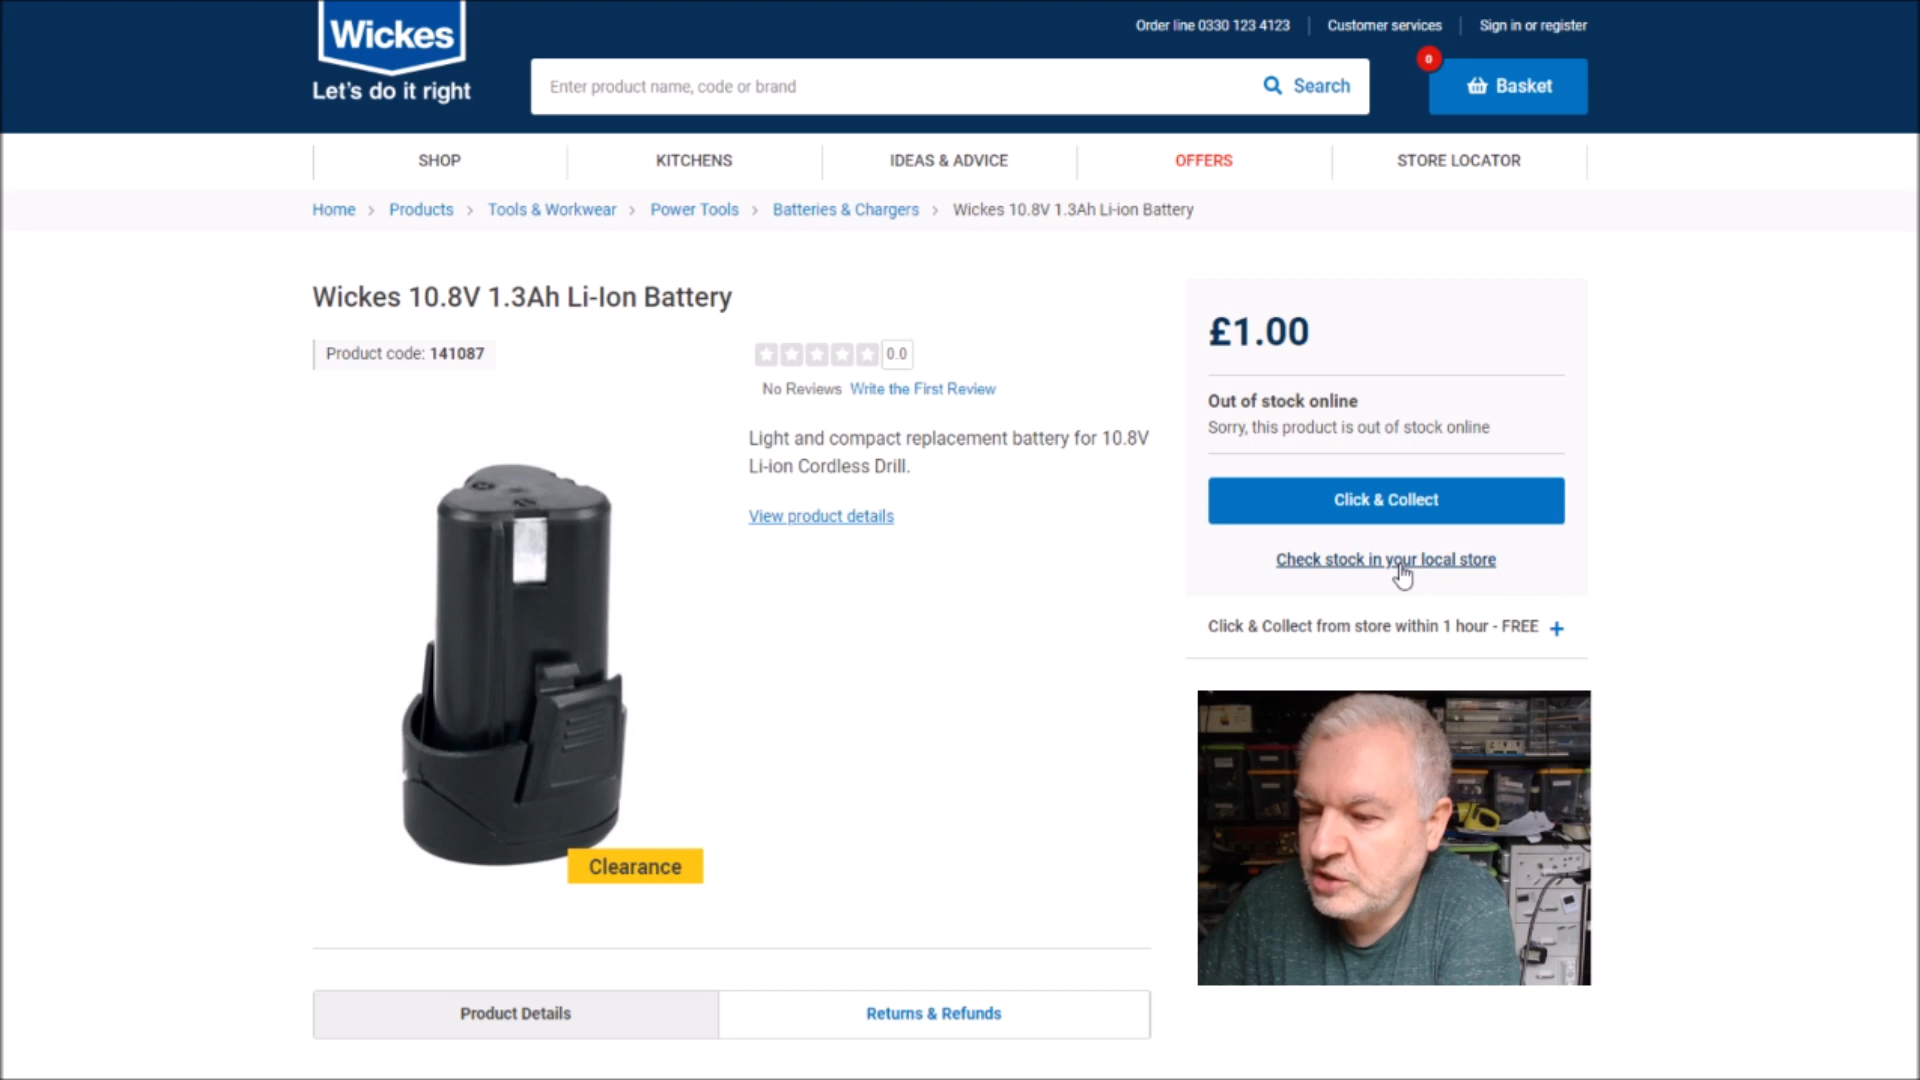 Wickes
Let's do it right
Order line 0330 123 4123
Customer services
Sign in or register
Enter product name, code or brand
Search
0
Basket
SHOP
KITCHENS
IDEAS & ADVICE
OFFERS
STORE LOCATOR
Home > Products > Tools & Workwear > Power Tools > Batteries & Chargers > Wickes 10.8V 1.3Ah Li-ion Battery
Wickes 10.8V 1.3Ah Li-Ion Battery
Product code: 141087
0.0
No Reviews Write the First Review
Light and compact replacement battery for 10.8V
Li-ion Cordless Drill.
View product details
Clearance
£1.00
Out of stock online
Sorry, this product is out of stock online
Click & Collect
Check stock in your local store
Click & Collect from store within 1 hour - FREE +
Product Details
Returns & Refunds